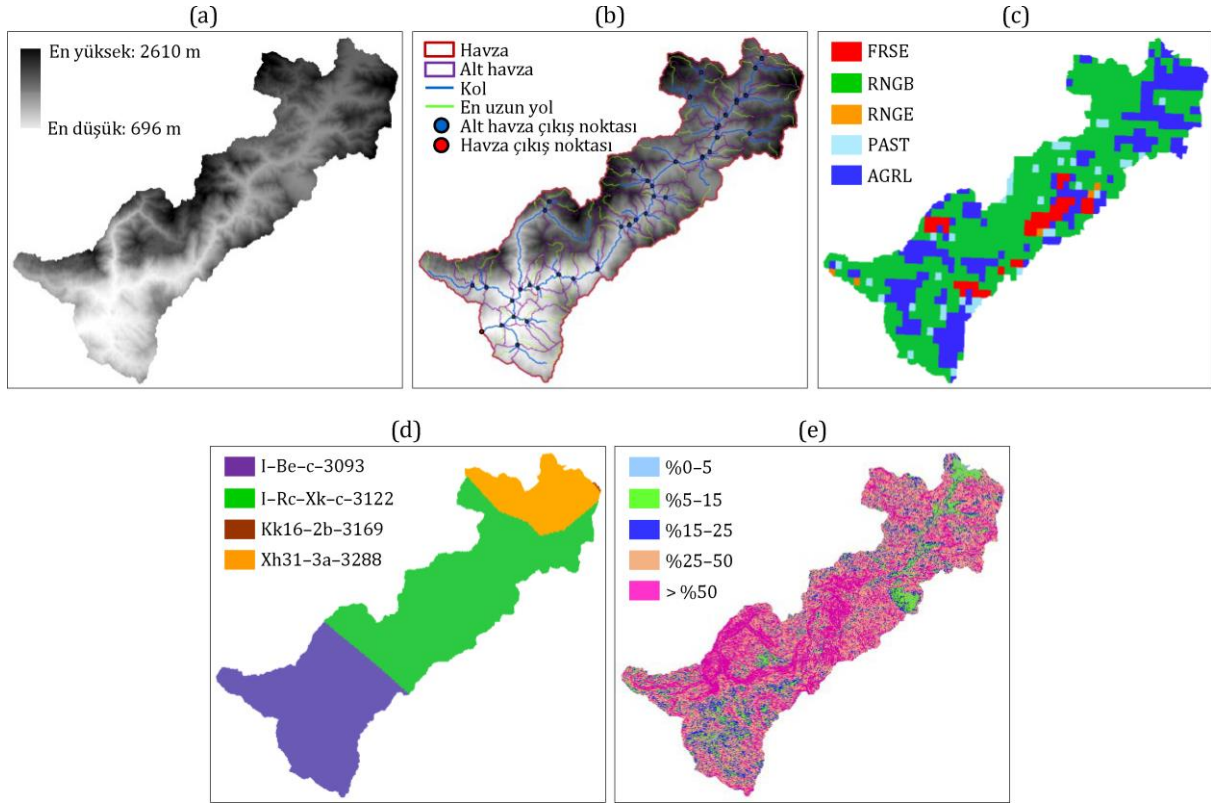 (a)
En yüksek: 2610 m
En düşük: 696 m
(b)
Havza
Alt havza
Kol
En uzun yol
Alt havza çıkış noktası
Havza çıkış noktası
(c)
FRSE
RNGB
RNGE
PAST
AGRL
(d)
I–Be–c–3093
I–Rc–Xk–c–3122
Kk16–2b–3169
Xh31–3a–3288
(e)
%0–5
%5–15
%15–25
%25–50
> %50